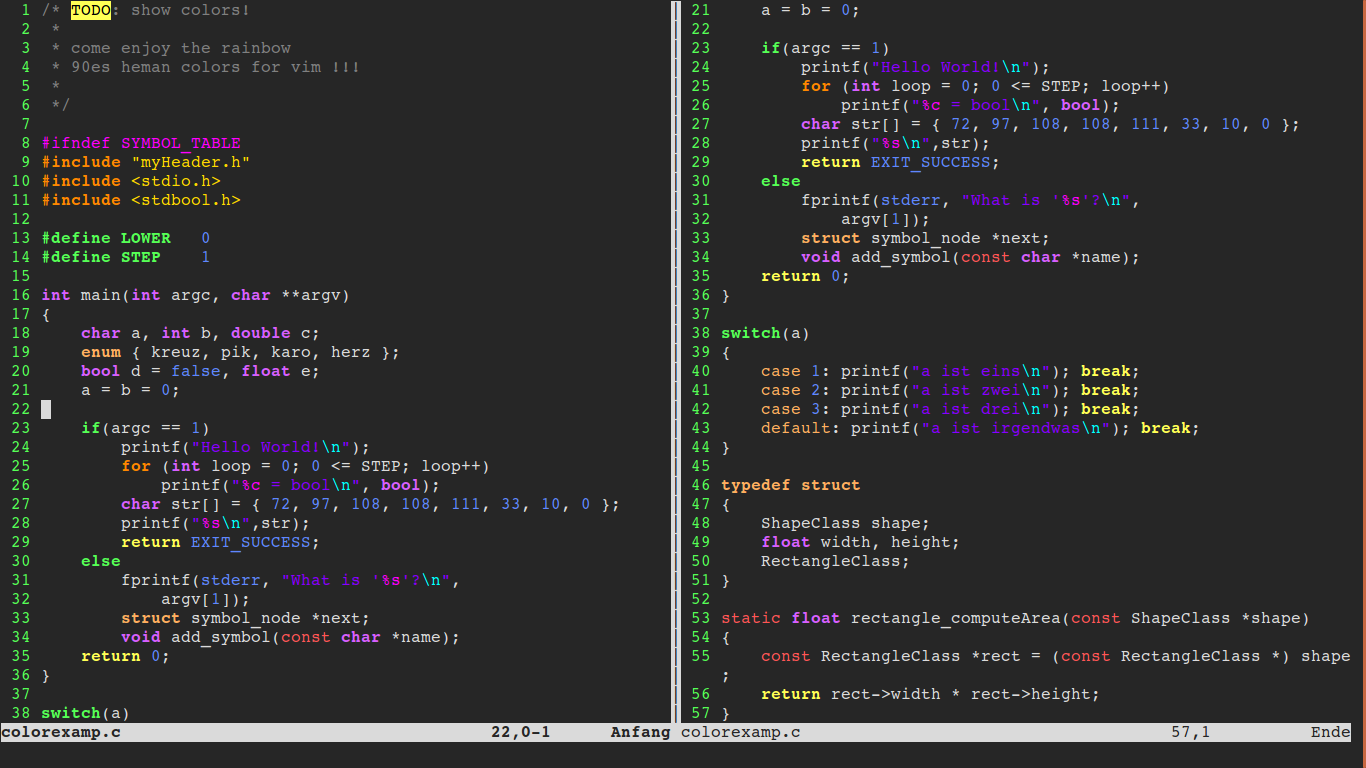 1 /* TODO: show colors!
2  *
3  * come enjoy the rainbow
4  * 90es heman colors for vim !!!
5  *
6  */
7
8 #ifndef SYMBOL_TABLE
9 #include "myHeader.h"
10 #include <stdio.h>
11 #include <stdbool.h>
12
13 #define LOWER   0
14 #define STEP    1
15
16 int main(int argc, char **argv)
17 {
18     char a, int b, double c;
19     enum { kreuz, pik, karo, herz };
20     bool d = false, float e;
21     a = b = 0;
22
23     if(argc == 1)
24         printf("Hello World!\n");
25         for (int loop = 0; 0 <= STEP; loop++)
26             printf("%c = bool\n", bool);
27         char str[] = { 72, 97, 108, 108, 111, 33, 10, 0 };
28         printf("%s\n",str);
29         return EXIT_SUCCESS;
30     else
31         fprintf(stderr, "What is '%s'?\n",
32             argv[1]);
33         struct symbol_node *next;
34         void add_symbol(const char *name);
35     return 0;
36 }
37
38 switch(a)
colorexamp.c 22,0-1 Anfang
21     a = b = 0;
22
23     if(argc == 1)
24         printf("Hello World!\n");
25         for (int loop = 0; 0 <= STEP; loop++)
26             printf("%c = bool\n", bool);
27         char str[] = { 72, 97, 108, 108, 111, 33, 10, 0 };
28         printf("%s\n",str);
29         return EXIT_SUCCESS;
30     else
31         fprintf(stderr, "What is '%s'?\n",
32             argv[1]);
33         struct symbol_node *next;
34         void add_symbol(const char *name);
35     return 0;
36 }
37
38 switch(a)
39 {
40     case 1: printf("a ist eins\n"); break;
41     case 2: printf("a ist zwei\n"); break;
42     case 3: printf("a ist drei\n"); break;
43     default: printf("a ist irgendwas\n"); break;
44 }
45
46 typedef struct
47 {
48     ShapeClass shape;
49     float width, height;
50     RectangleClass;
51 }
52
53 static float rectangle_computeArea(const ShapeClass *shape)
54 {
55     const RectangleClass *rect = (const RectangleClass *) shape
;
56     return rect->width * rect->height;
57 }
colorexamp.c 57,1 Ende